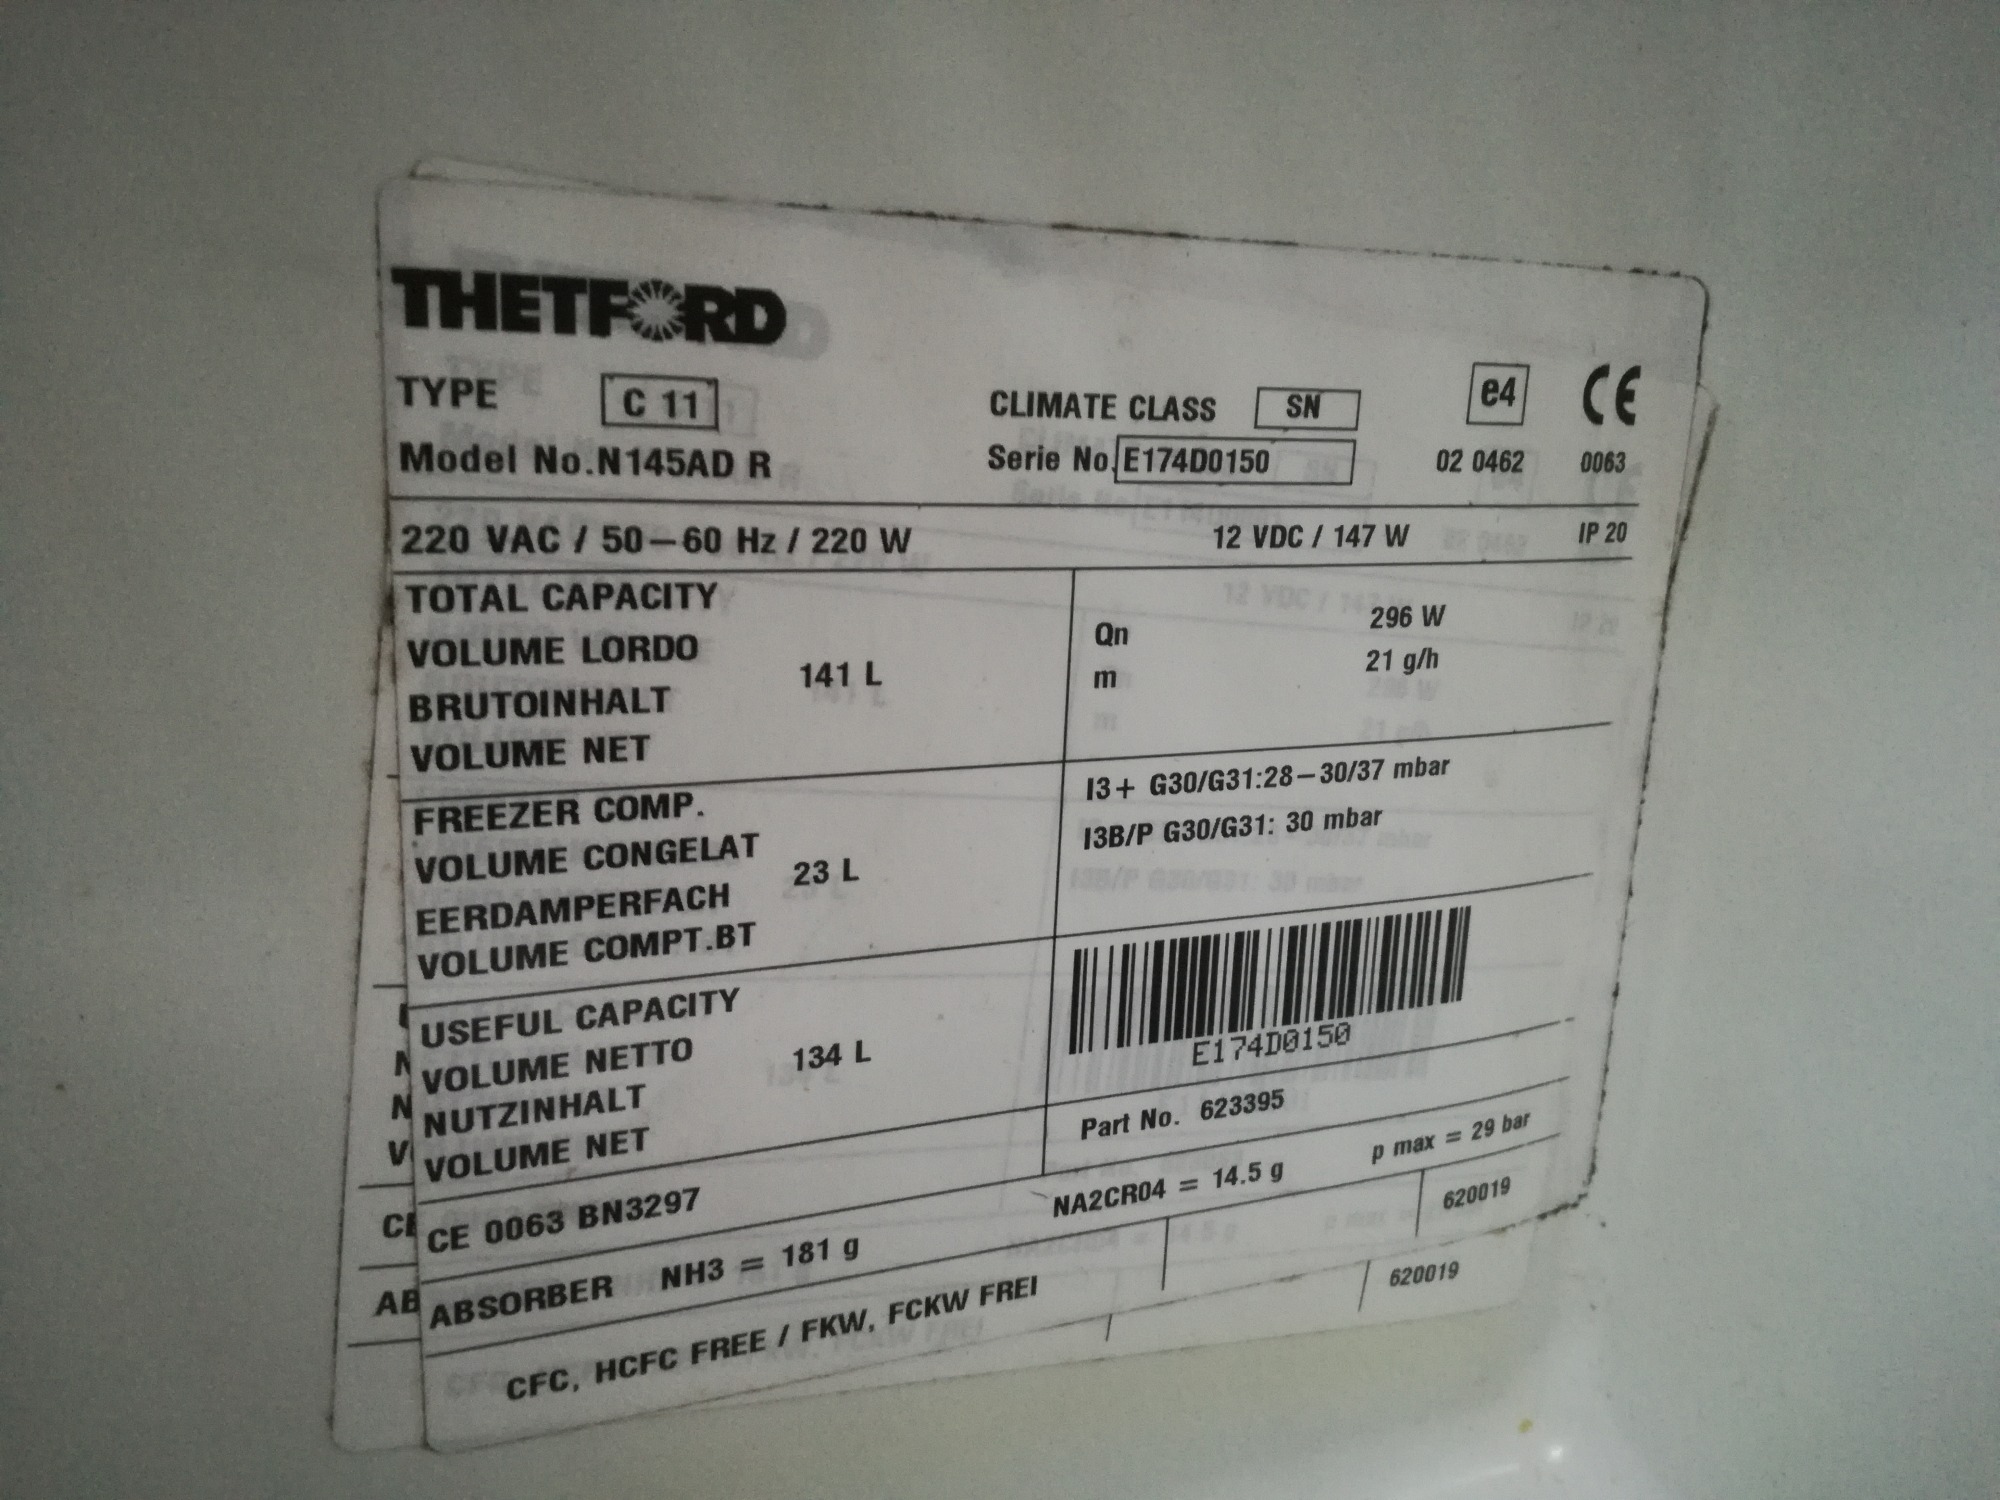 THETFORD
TYPE C 11 CLIMATE CLASS SN e4 CE
Model No.N145AD R Serie No. E174D0150 02 0462 0063
220 VAC / 50–60 Hz / 220 W 12 VDC / 147 W IP 20
TOTAL CAPACITY
VOLUME LORDO
BRUTOINHALT
VOLUME NET
141 L
Qn 296 W
m 21 g/h
FREEZER COMP.
VOLUME CONGELAT
EERDAMPERFACH
VOLUME COMPT.BT
23 L
I3+ G30/G31:28–30/37 mbar
I3B/P G30/G31: 30 mbar
USEFUL CAPACITY
VOLUME NETTO
NUTZINHALT
VOLUME NET
134 L
E174D0150
Part No. 623395
CE 0063 BN3297 NA2CR04 = 14.5 g p max = 29 bar
ABSORBER NH3 = 181 g 620019
CFC, HCFC FREE / FKW, FCKW FREI
620019